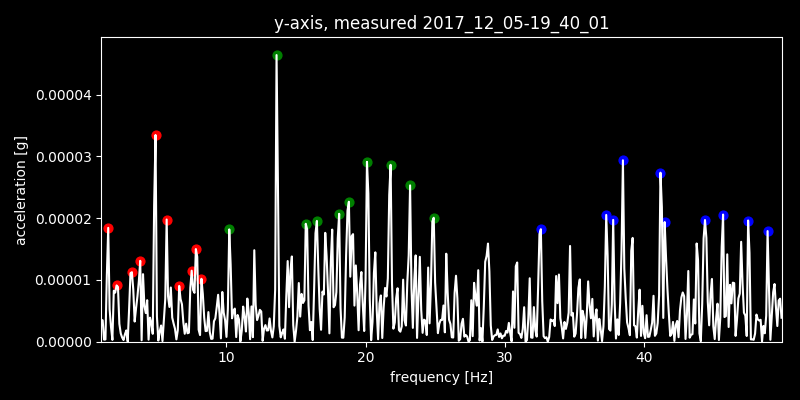 y-axis, measured 2017_12_05-19_40_01
acceleration [g]
0.00004
0.00003
0.00002
0.00001
0.00000
10 20 30 40
frequency [Hz]